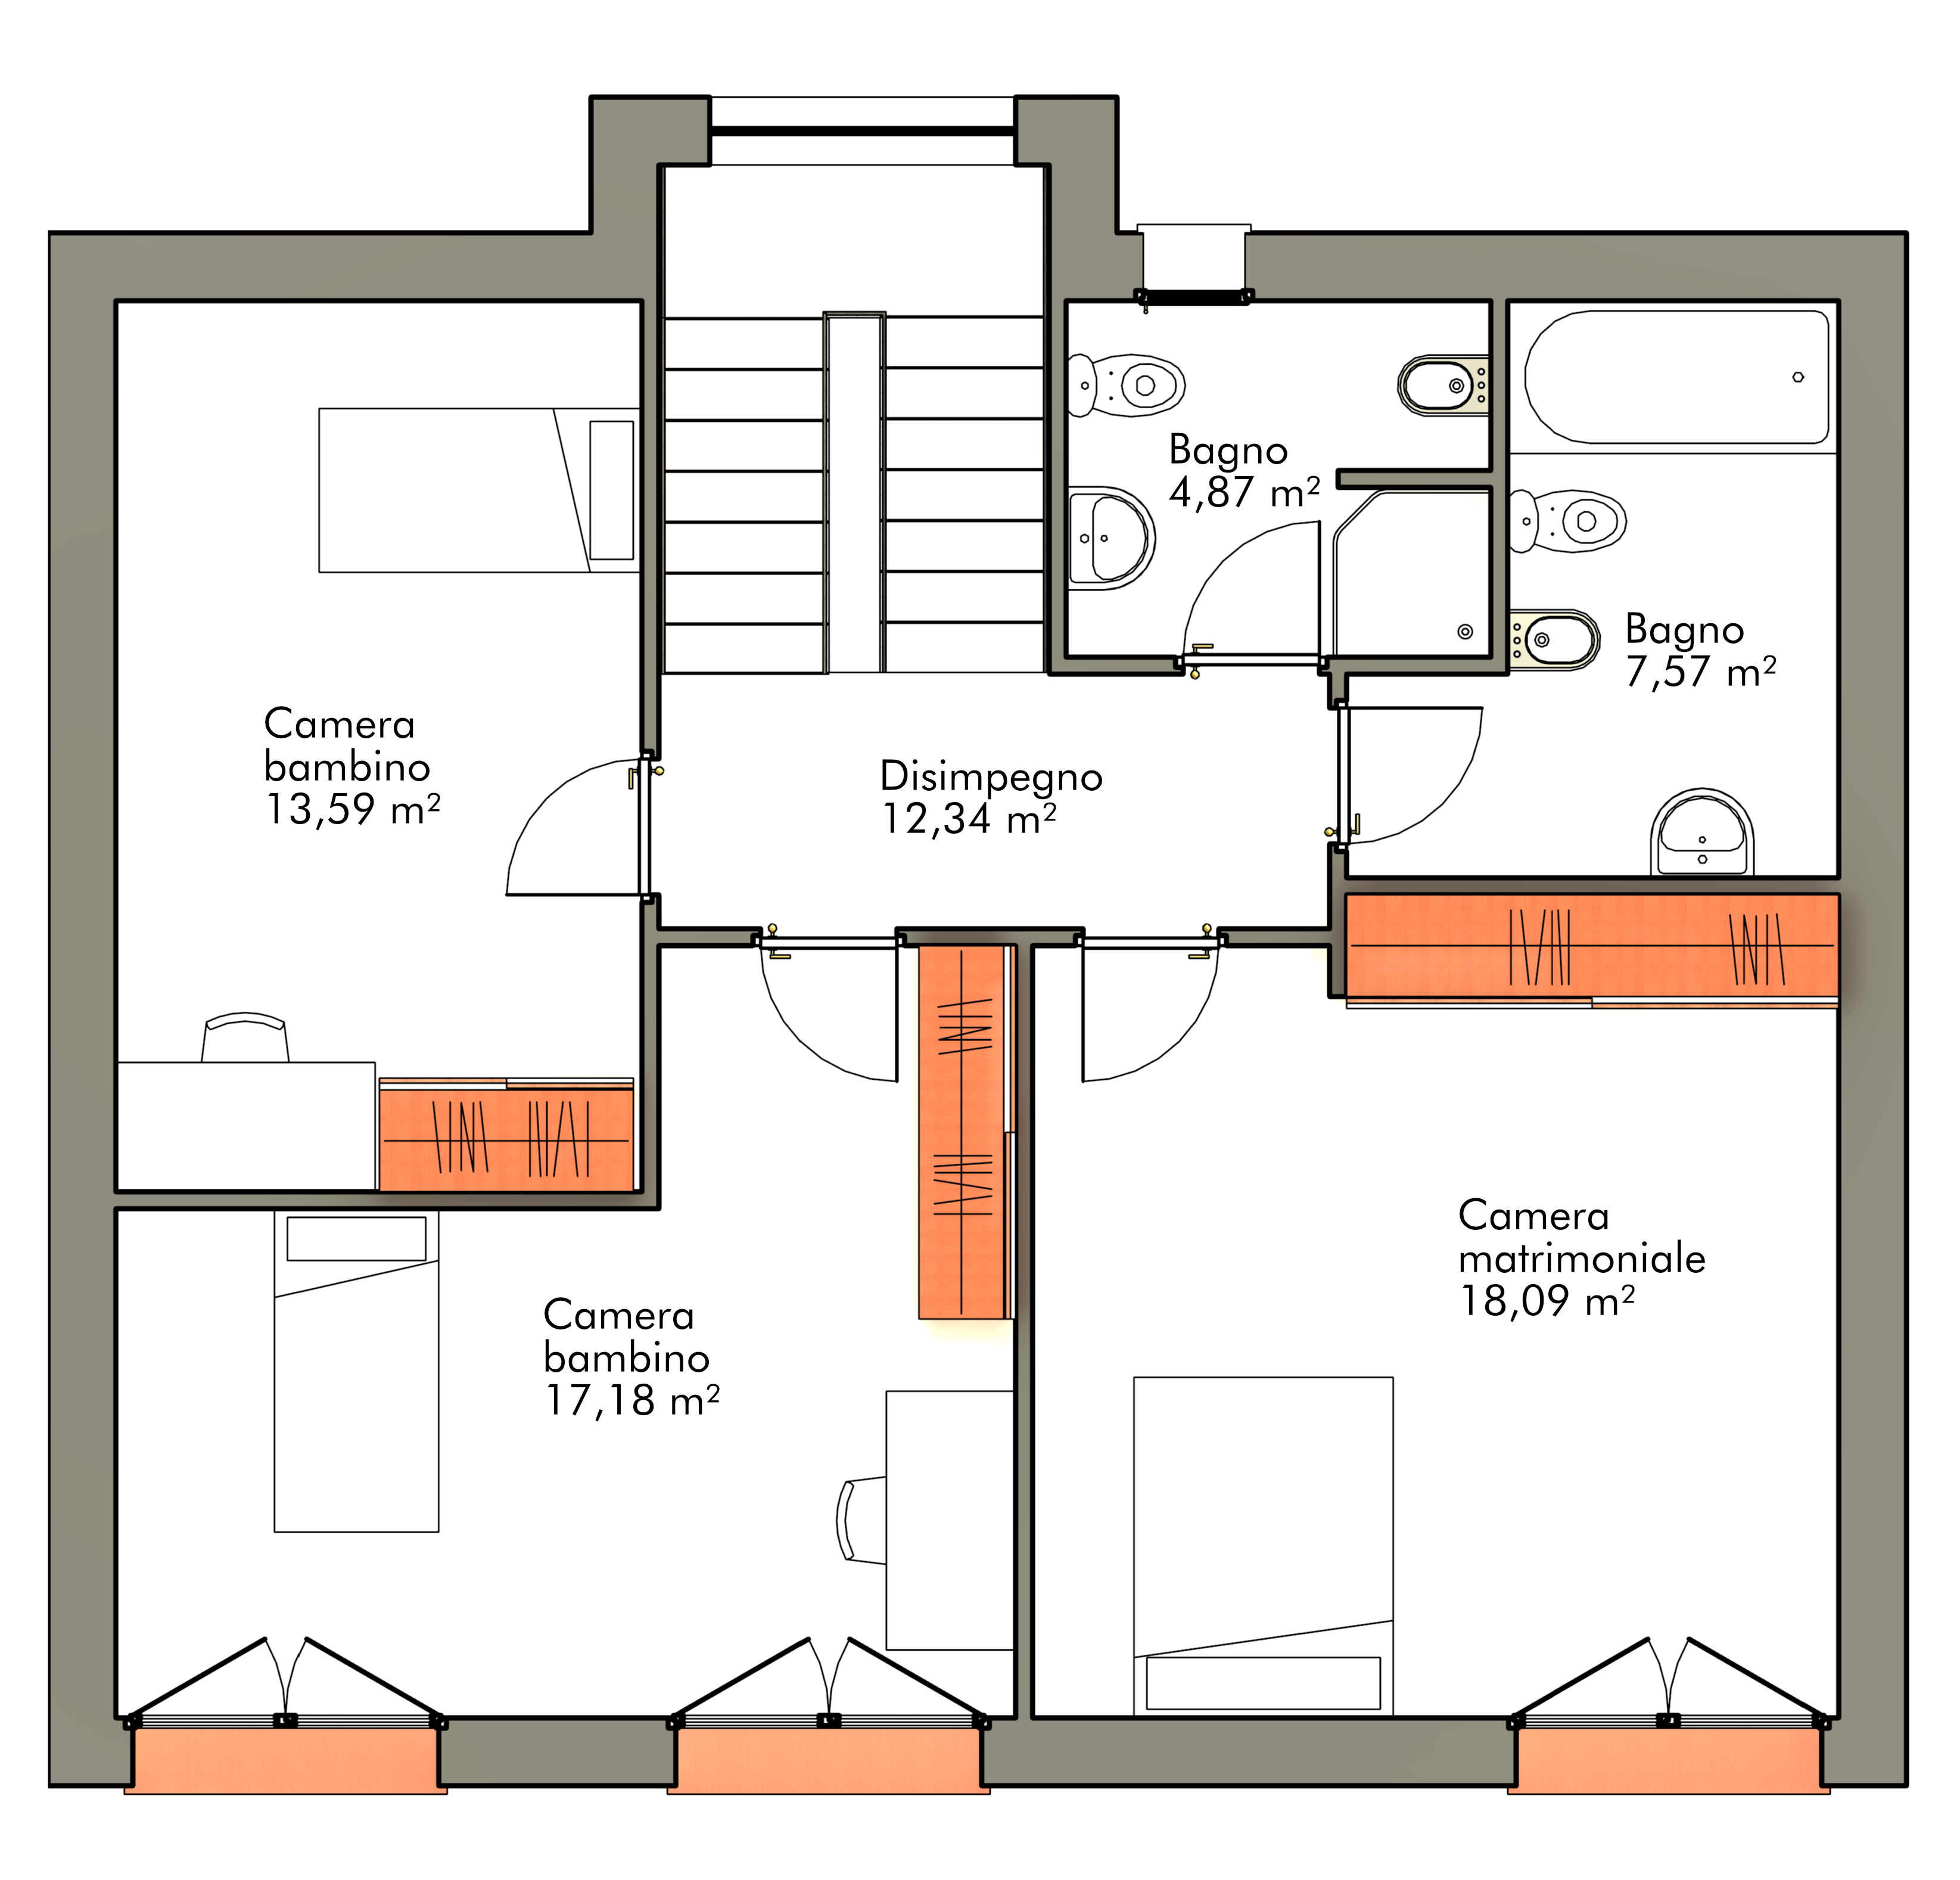 Bagno
4,87 m²
Bagno
7,57 m²
Camera
bambino
13,59 m²
Disimpegno
12,34 m²
Camera
matrimoniale
18,09 m²
Camera
bambino
17,18 m²